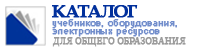 КАТАЛОГ
учебников, оборудования,
электронных ресурсов
ДЛЯ ОБЩЕГО ОБРАЗОВАНИЯ